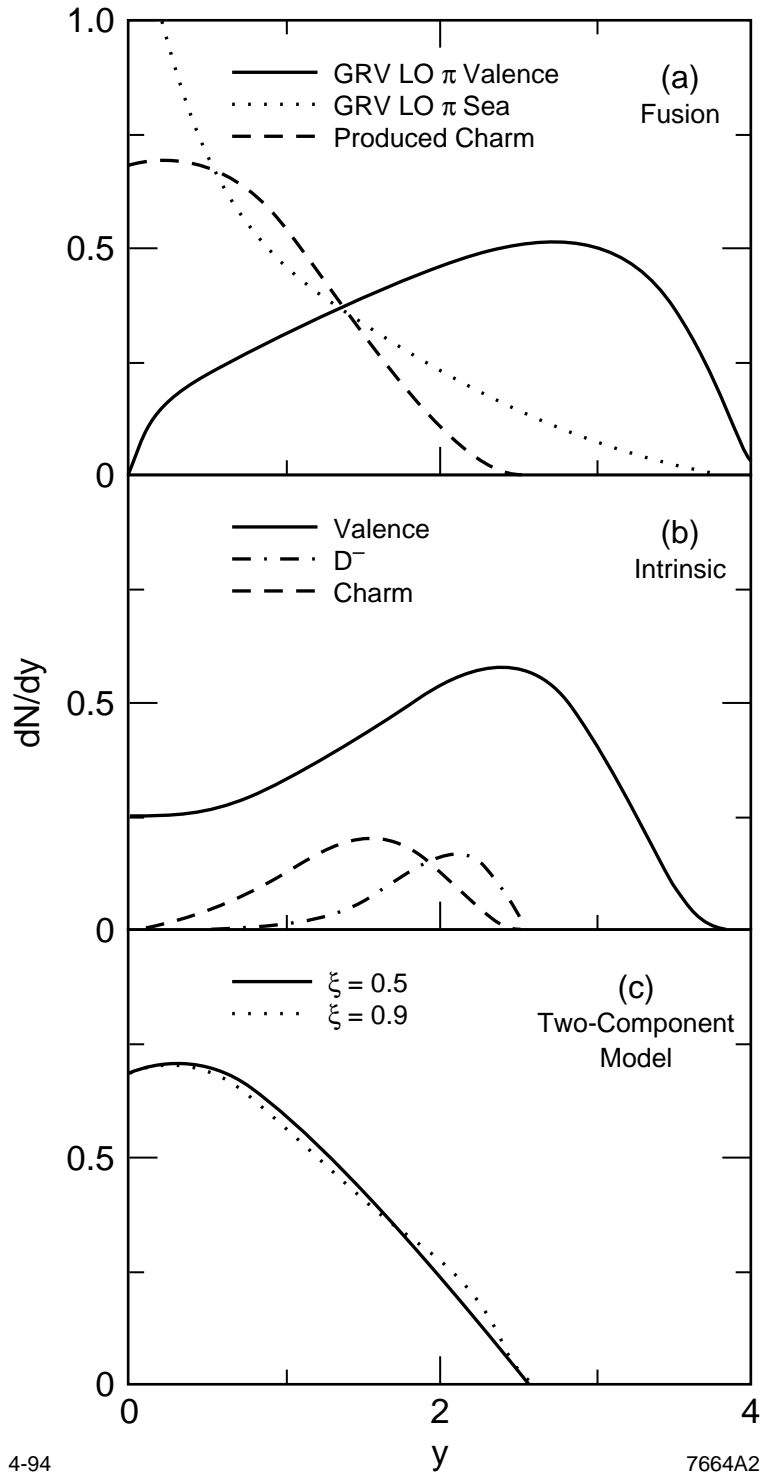 1.0
GRV LO π Valence
(a)
GRV LO π Sea
Fusion
Produced Charm
0.5
0
Valence
(b)
D⁻
Intrinsic
Charm
dN/dy
0.5
0
ξ = 0.5
(c)
ξ = 0.9
Two-Component
Model
0.5
0
0 2 4
y
4-94 7664A2